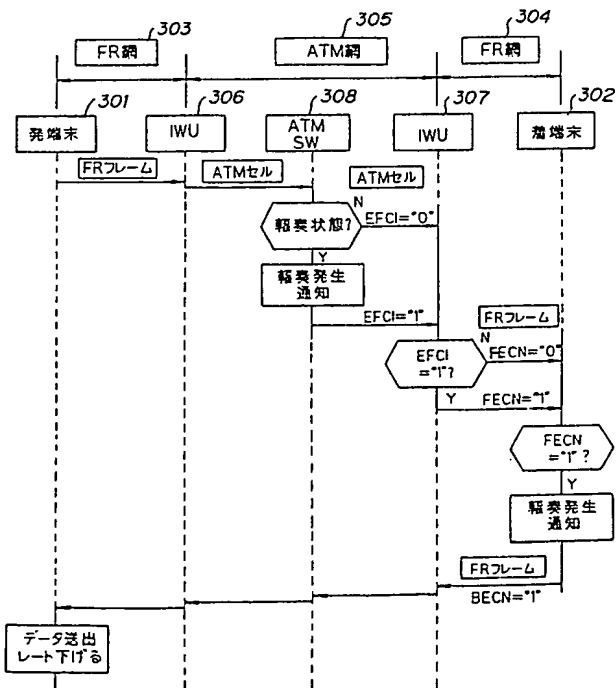 303
305
304
FR網
ATM網
FR網
301
306
308
307
302
発端末
IWU
ATM
SW
IWU
着端末
FRフレーム
ATMセル
ATMセル
輻奏状態?
N
EFCI="0"
Y
輻奏発生
通知
EFCI="1"
FRフレーム
EFCI
="1"?
N
FECN="0"
Y
FECN="1"
FECN
="1"?
Y
輻奏発生
通知
FRフレーム
BECN="1"
データ送出
レート下げる